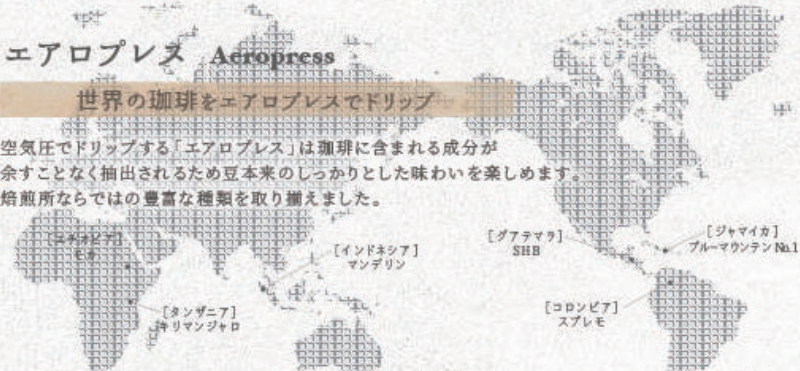 エアロプレス Aeropress
世界の珈琲をエアロプレスでドリップ
空気圧でドリップする「エアロプレス」は珈琲に含まれる成分が
余すことなく抽出されるため豆本来のしっかりとした味わいを楽しめます。
焙煎所ならではの豊富な種類を取り揃えました。
[エチオピア]
モカ
[タンザニア]
キリマンジャロ
[インドネシア]
マンデリン
[グアテマラ]
SHB
[コロンビア]
スプレモ
[ジャマイカ]
ブルーマウンテン No.1